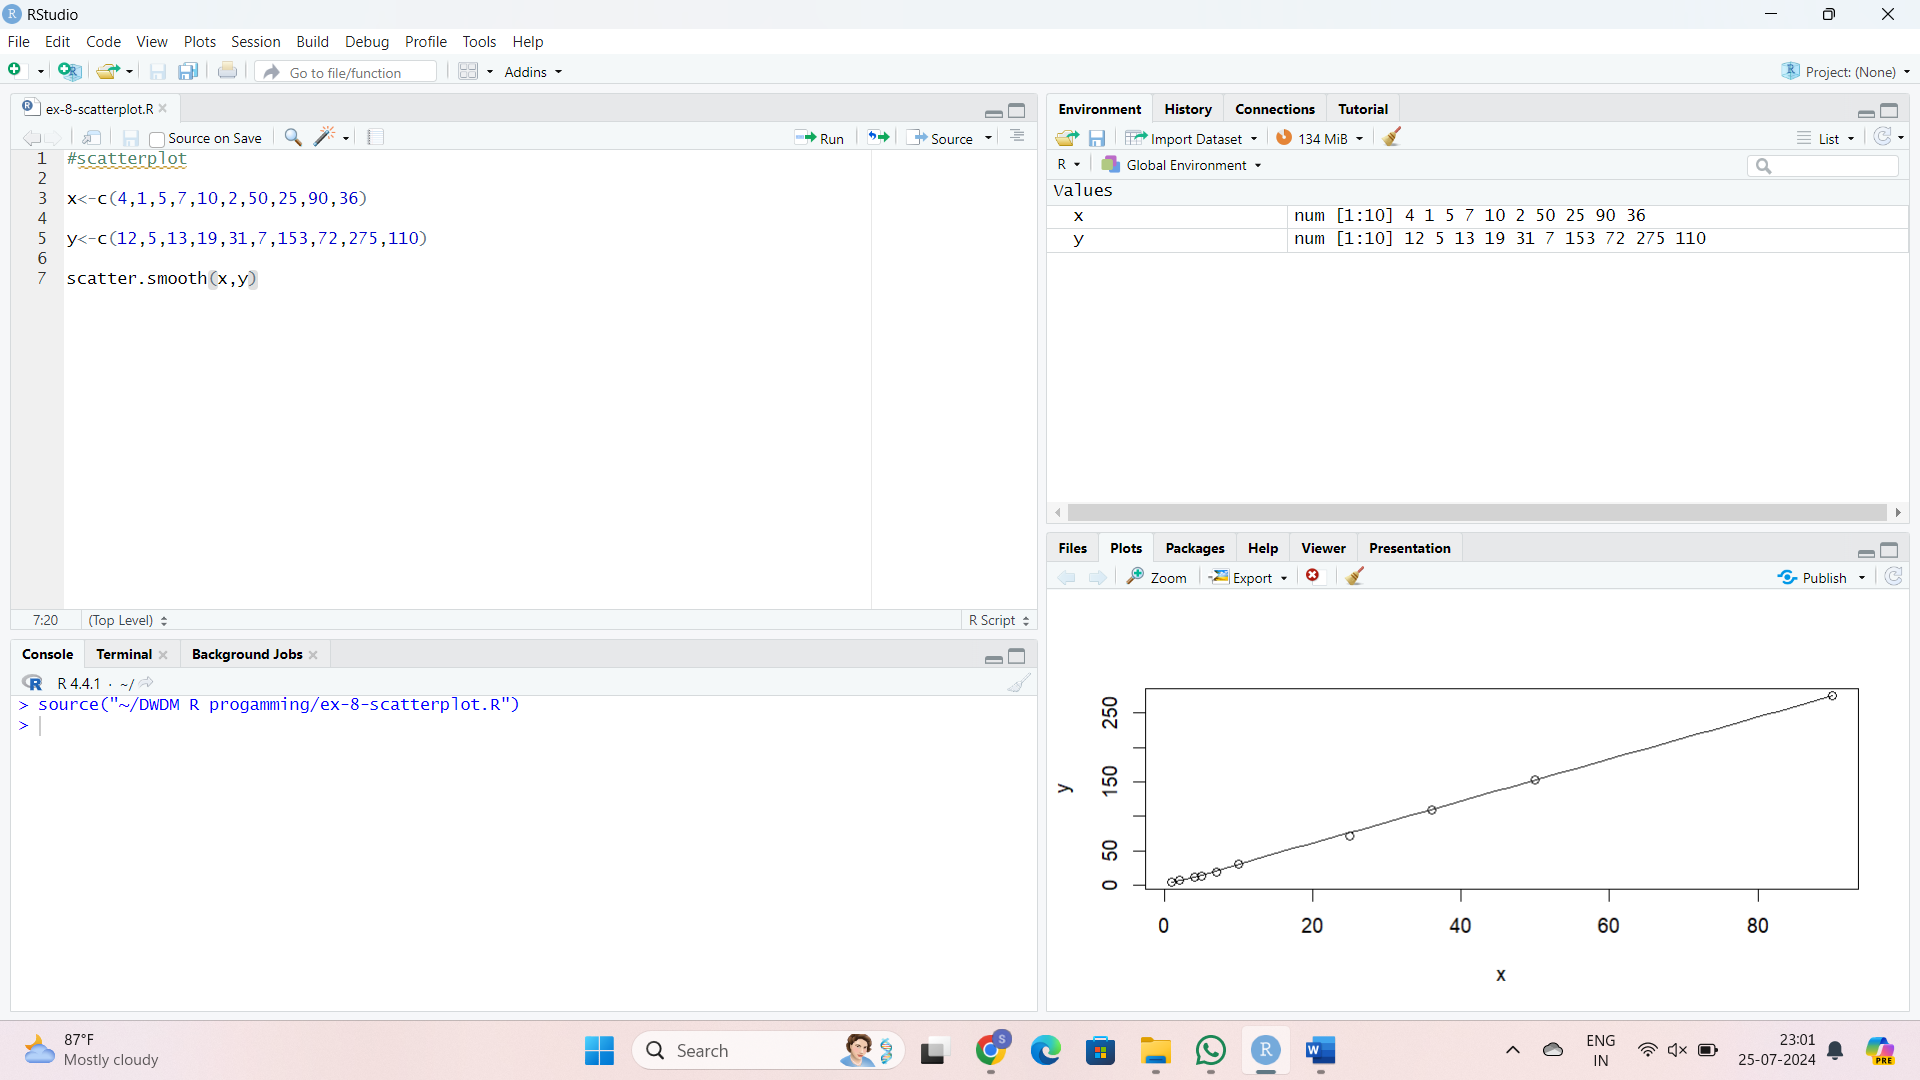 RStudio
File Edit Code View Plots Session Build Debug Profile Tools Help
Go to file/function Addins Project: (None)
ex-8-scatterplot.R
Source on Save Run Source
1 #scatterplot
2
3 x<-c(4,1,5,7,10,2,50,25,90,36)
4
5 y<-c(12,5,13,19,31,7,153,72,275,110)
6
7 scatter.smooth(x,y)
7:20 (Top Level) R Script
Console Terminal Background Jobs
R 4.4.1 · ~/
> source("~/DWDM R progamming/ex-8-scatterplot.R")
>
Environment History Connections Tutorial
Import Dataset 134 MiB List
R Global Environment
Values
x num [1:10] 4 1 5 7 10 2 50 25 90 36
y num [1:10] 12 5 13 19 31 7 153 72 275 110
Files Plots Packages Help Viewer Presentation
Zoom Export Publish
250
150
50
0
y
0 20 40 60 80
x
87°F
Mostly cloudy
Search
S
R
W
ENG
IN
23:01
25-07-2024
PRE